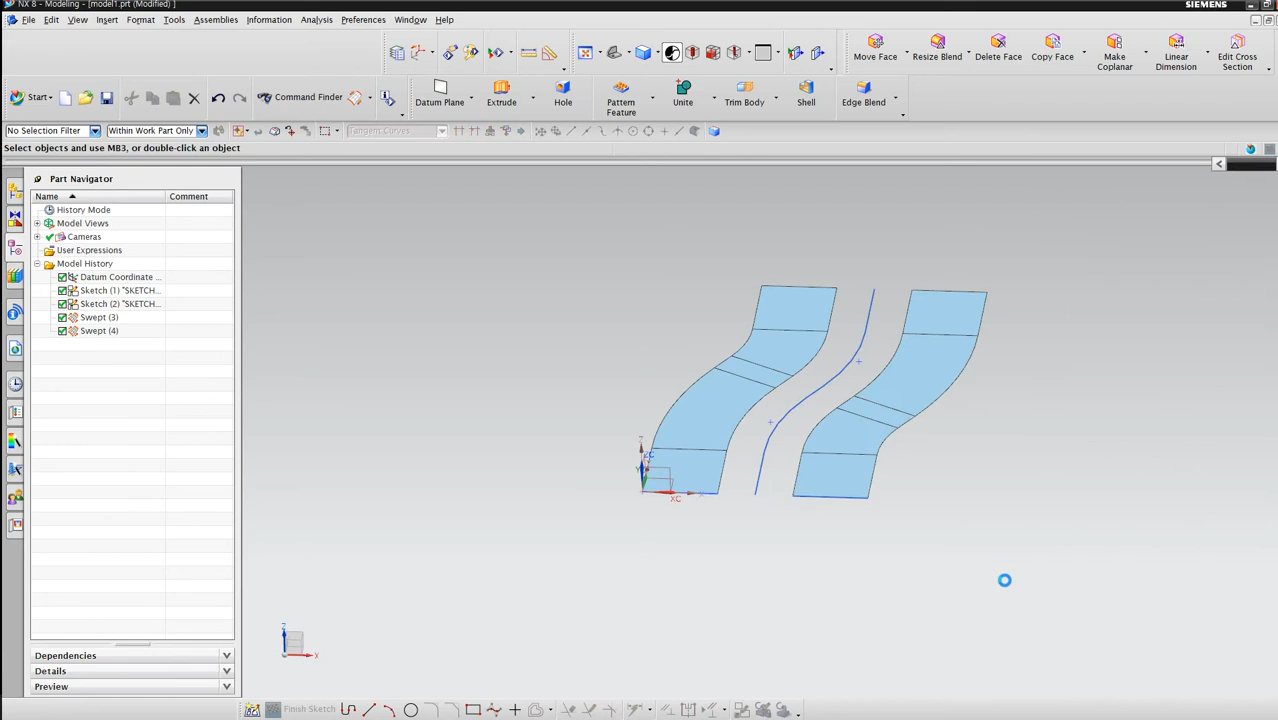 NX 8 - Modeling - [model1.prt (Modified) ]
SIEMENS
File Edit View Insert Format Tools Assemblies Information Analysis Preferences Window Help
Move Face Resize Blend Delete Face Copy Face Make Coplanar Linear Dimension Edit Cross Section
Start Command Finder Datum Plane Extrude Hole Pattern Feature Unite Trim Body Shell Edge Blend
No Selection Filter Within Work Part Only Tangent Curves
Select objects and use MB3, or double-click an object
Part Navigator
Name Comment
History Mode
Model Views
Cameras
User Expressions
Model History
Datum Coordinate ...
Sketch (1) "SKETCH...
Sketch (2) "SKETCH...
Swept (3)
Swept (4)
Z
ZC
Y
XC
Z
X
Dependencies
Details
Preview
Finish Sketch